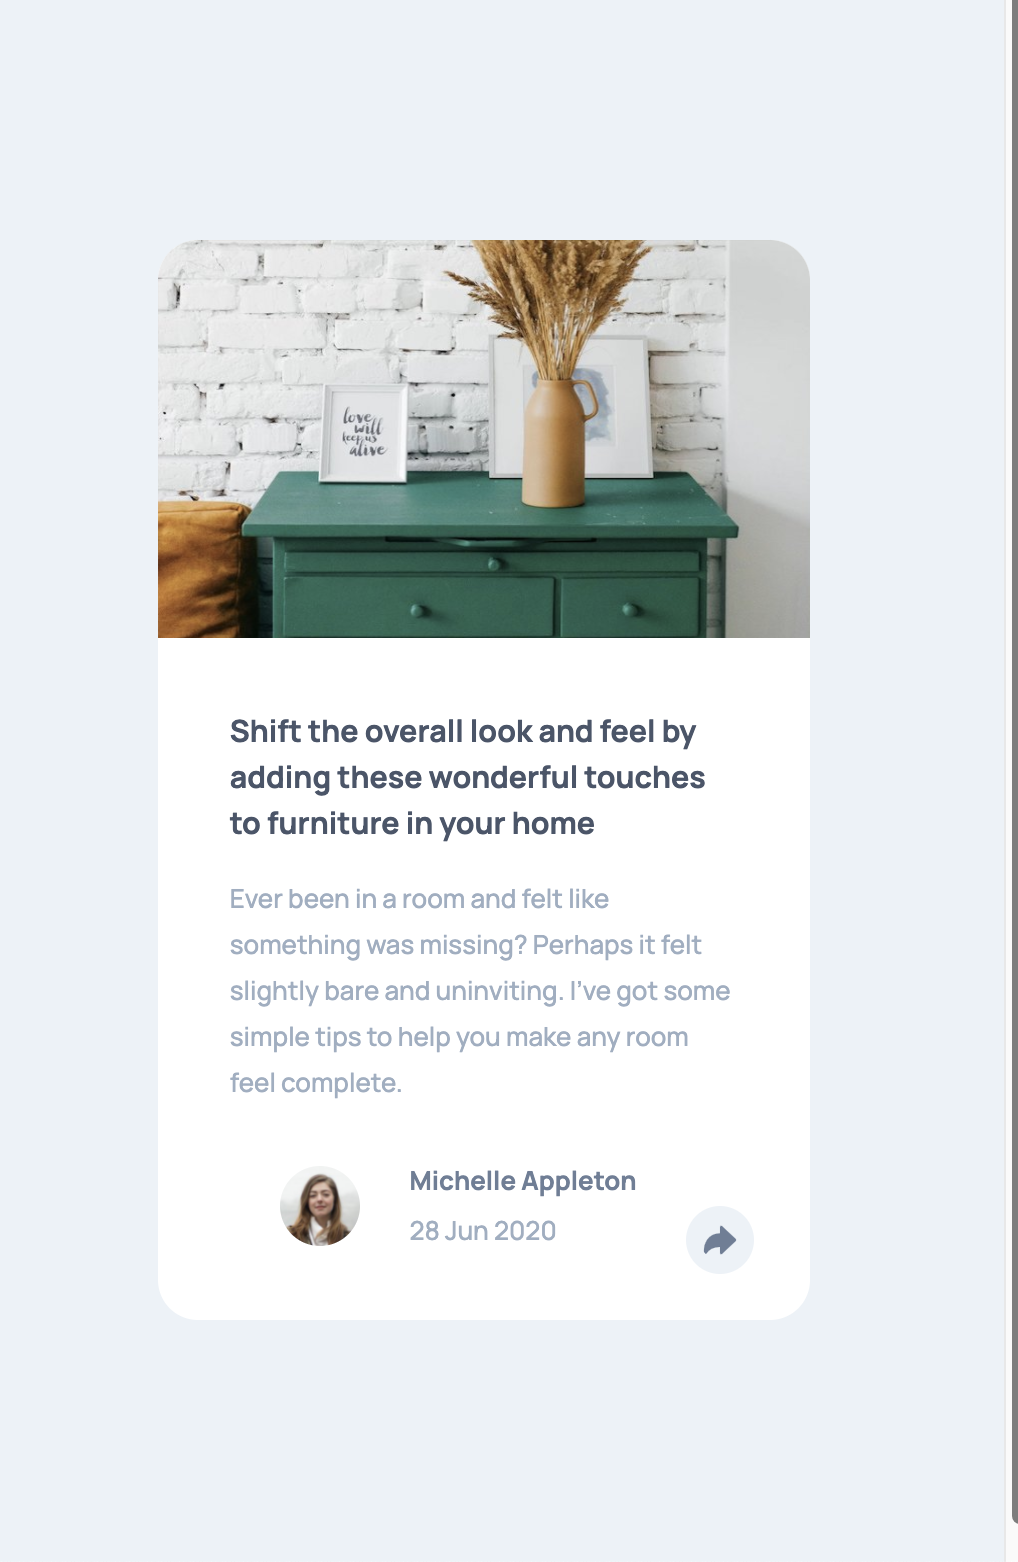 love
will
keep us
alive
Shift the overall look and feel by
adding these wonderful touches
to furniture in your home
Ever been in a room and felt like
something was missing? Perhaps it felt
slightly bare and uninviting. I’ve got some
simple tips to help you make any room
feel complete.
Michelle Appleton
28 Jun 2020